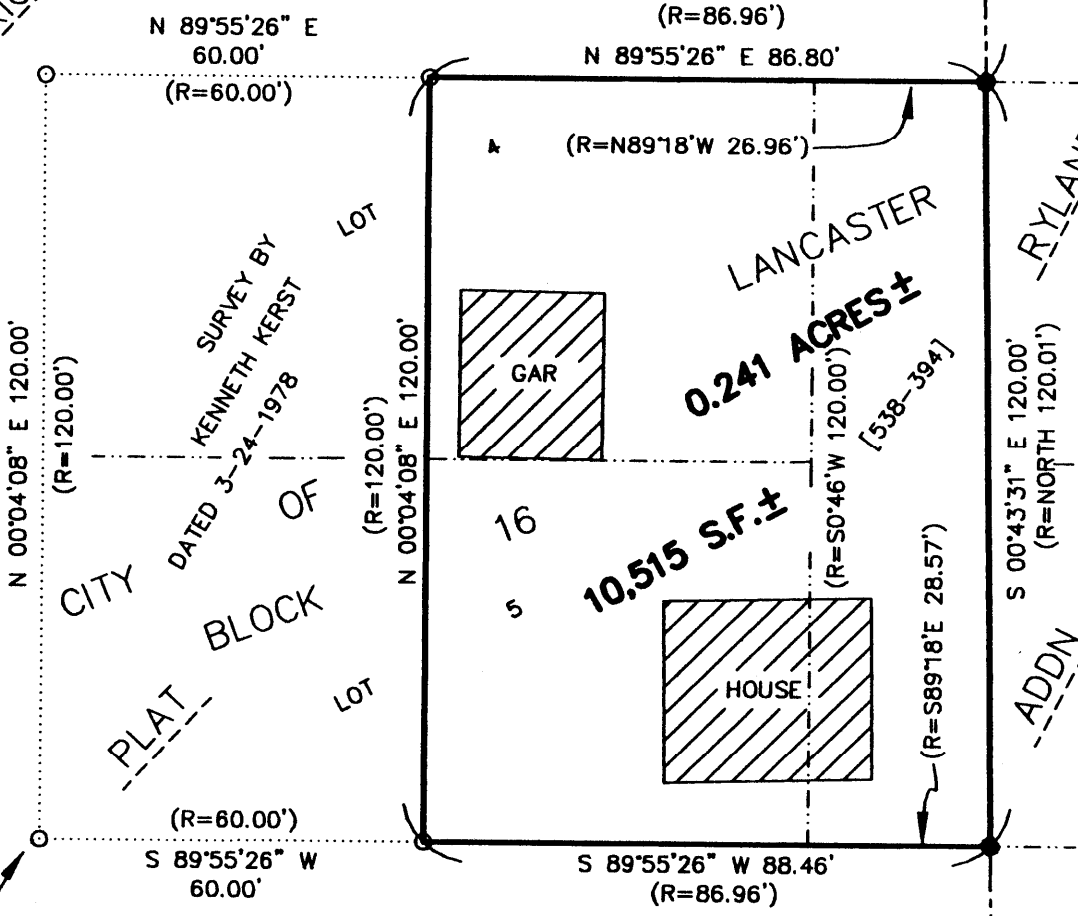 (R=86.96')
N 89°55'26" E
60.00'
N 89°55'26" E 86.80'
(R=60.00')
4
(R=N89°18'W 26.96')
LOT
LANCASTER
SURVEY BY
KENNETH KERST
DATED 3-24-1978
0.241 ACRES±
GAR
N 00°04'08" E 120.00'
(R=120.00')
(R=120.00')
N 00°04'08" E 120.00'
(R=S0°46'W 120.00')
[538-394]
S 00°43'31" E 120.00'
(R=NORTH 120.01')
OF
16
10,515 S.F.±
CITY
BLOCK
5
PLAT
LOT
HOUSE
(R=S89°18'E 28.57')
ADDN
(R=60.00')
S 89°55'26" W
60.00'
S 89°55'26" W 88.46'
(R=86.96')